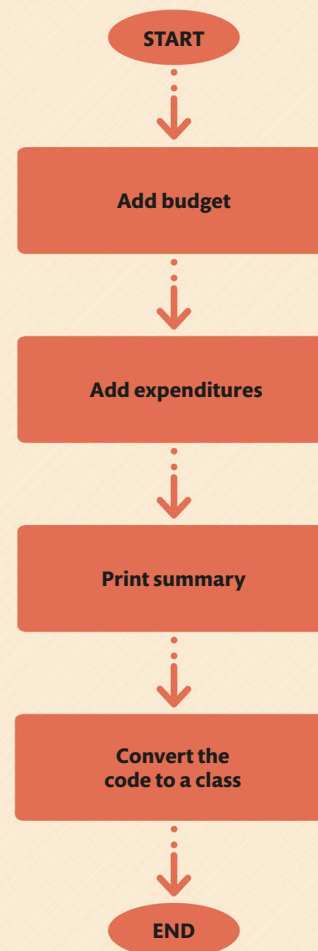 START
Add budget
Add expenditures
Print summary
Convert the
code to a class
END